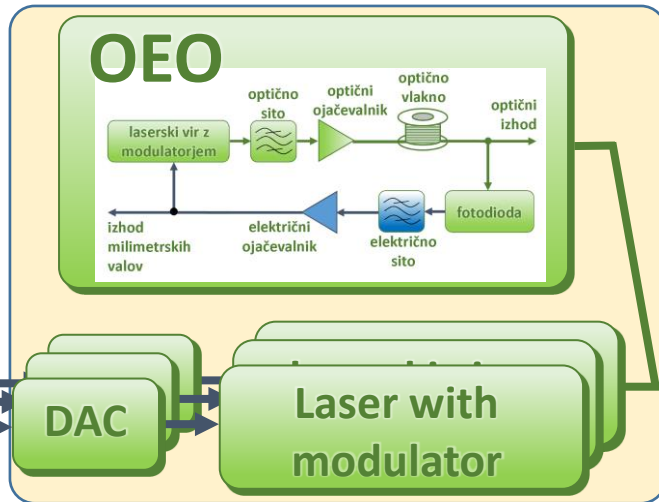 OEO
optično
sito
optični
ojačevalnik
optično
vlakno
optični
izhod
laserski vir z
modulatorjem
izhod
milimetrskih
valov
električni
ojačevalnik
električno
sito
fotodioda
DAC
Laser with
modulator